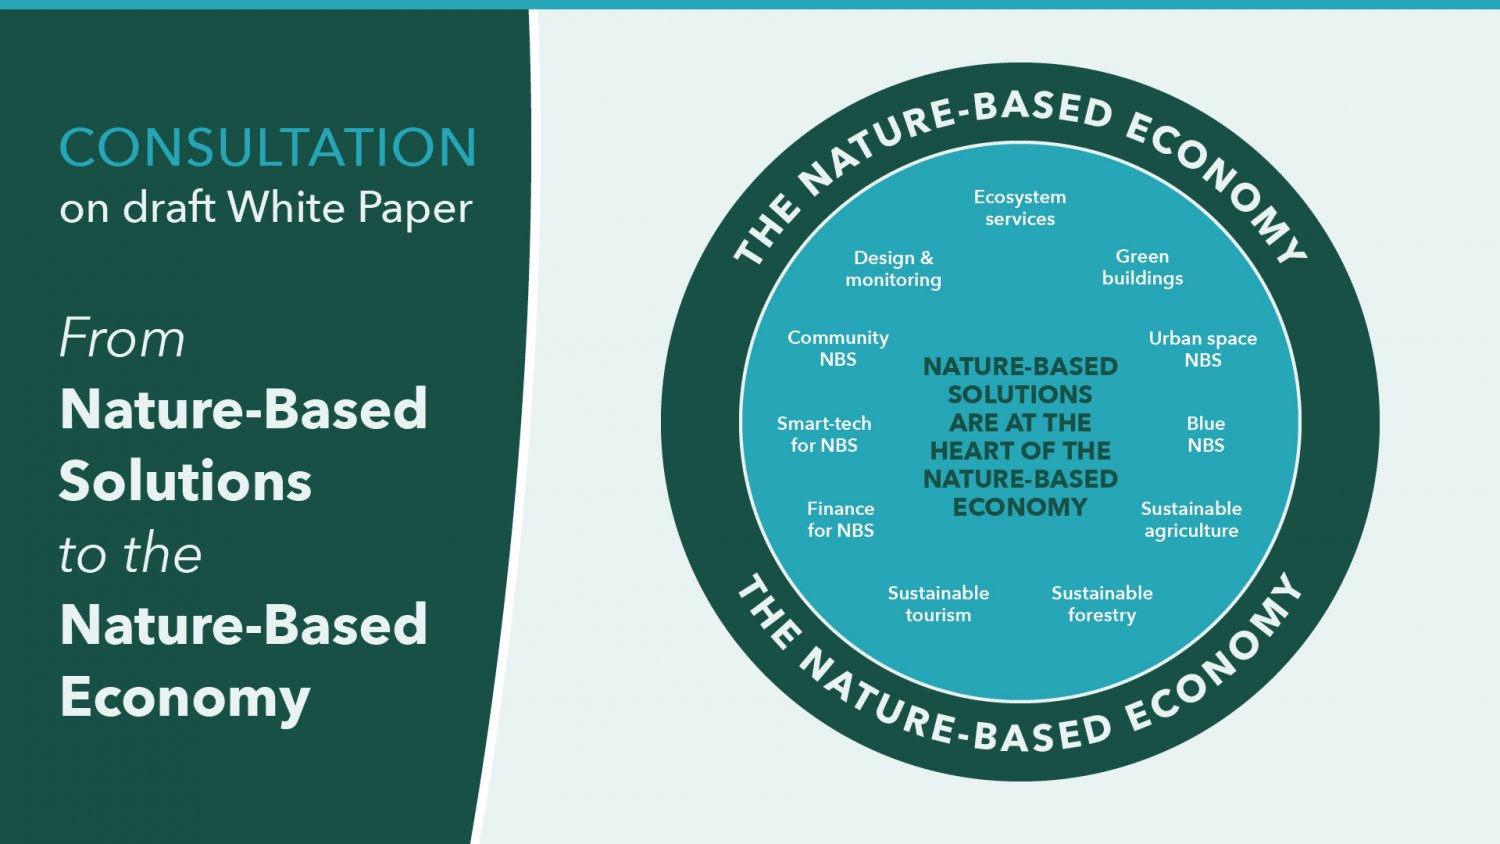 CONSULTATION
on draft White Paper
From
Nature-Based
Solutions
to the
Nature-Based
Economy
THE NATURE-BASED ECONOMY
Ecosystem
services
Green
buildings
Urban space
NBS
Blue
NBS
Sustainable
agriculture
Sustainable
forestry
Sustainable
tourism
Finance
for NBS
Smart-tech
for NBS
Community
NBS
Design &
monitoring
NATURE-BASED
SOLUTIONS
ARE AT THE
HEART OF THE
NATURE-BASED
ECONOMY
THE NATURE-BASED ECONOMY